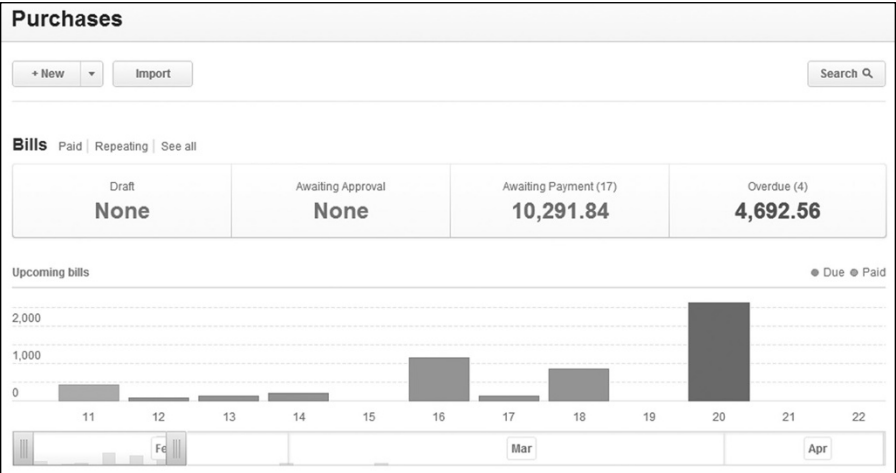 Purchases
+ New Import Search
Bills Paid Repeating See all
Draft Awaiting Approval Awaiting Payment (17) Overdue (4)
None None 10,291.84 4,692.56
Upcoming bills Due Paid
2,000
1,000
0
11 12 13 14 15 16 17 18 19 20 21 22
Fe Mar Apr